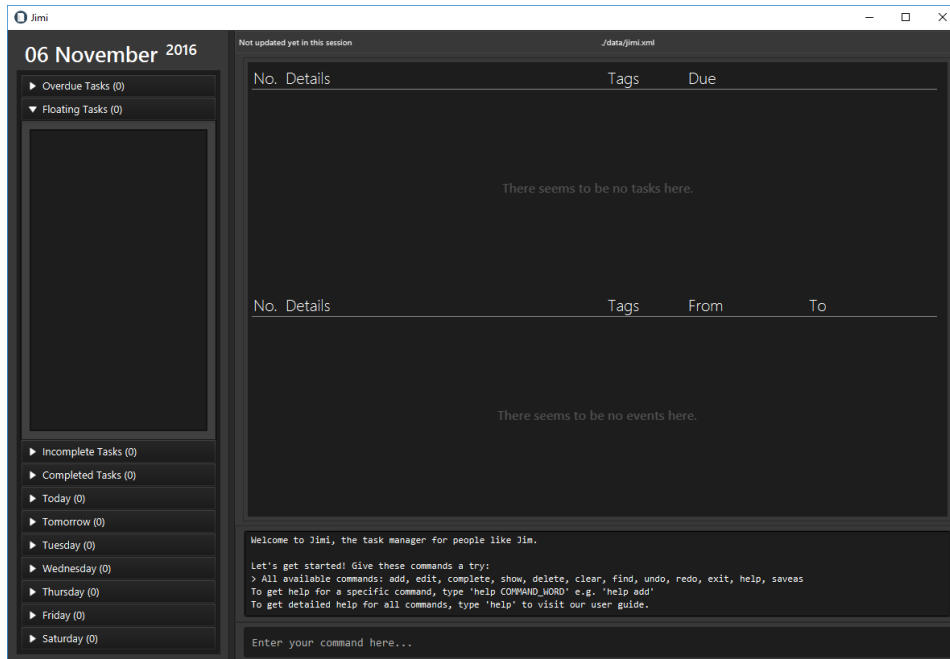 Jimi
06 November 2016
Overdue Tasks (0)
Floating Tasks (0)
Incomplete Tasks (0)
Completed Tasks (0)
Today (0)
Tomorrow (0)
Tuesday (0)
Wednesday (0)
Thursday (0)
Friday (0)
Saturday (0)
Not updated yet in this session ./data/jimi.xml
No. Details Tags Due
There seems to be no tasks here.
No. Details Tags From To
There seems to be no events here.
Welcome to Jimi, the task manager for people like Jim.
Let's get started! Give these commands a try:
> All available commands: add, edit, complete, show, delete, clear, find, undo, redo, exit, help, saveas
To get help for a specific command, type 'help COMMAND_WORD' e.g. 'help add'
To get detailed help for all commands, type 'help' to visit our user guide.
Enter your command here...